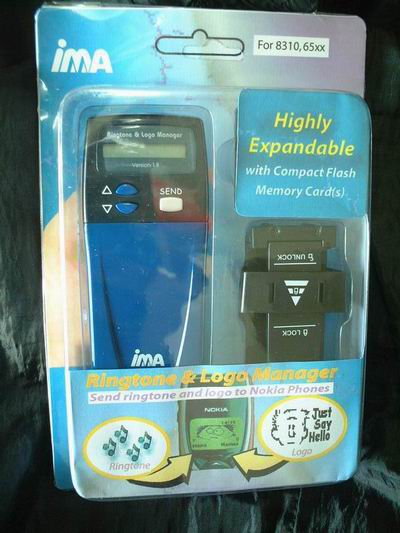 iMA
For 8310, 65xx
Highly
Expandable
with Compact Flash
Memory Card(s)
Ringtone & Logo Manager
Version 1.8
SEND
UNLOCK
LOCK
iMA
Ringtone & Logo Manager
Send ringtone and logo to Nokia Phones
NOKIA
Just
Say
Hello
Ringtone
Logo